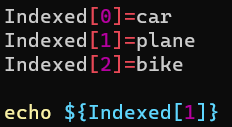 Indexed[0]=car
Indexed[1]=plane
Indexed[2]=bike
echo ${Indexed[1]}